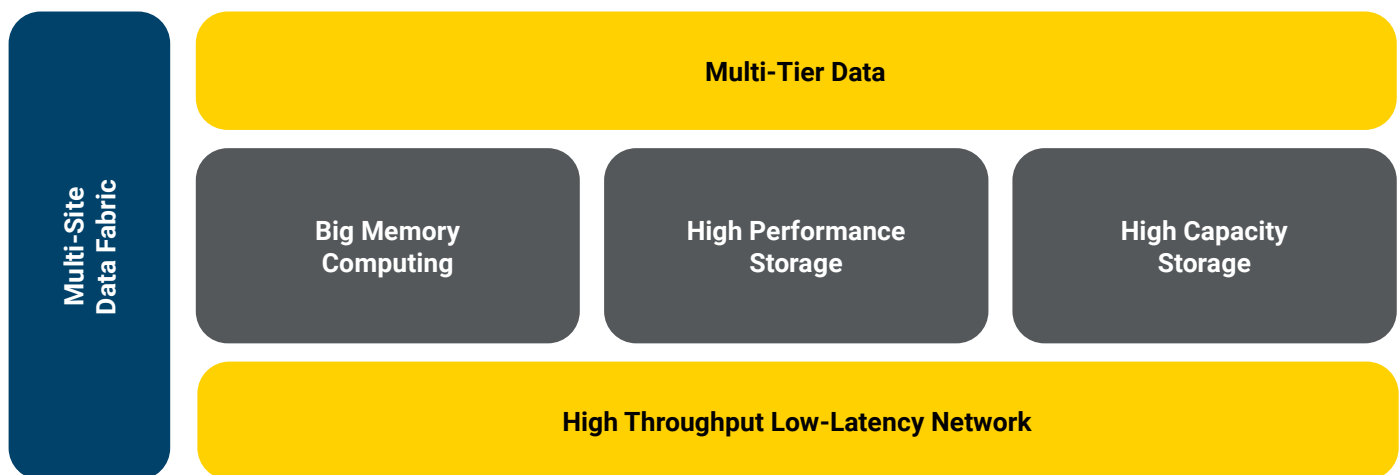 Multi-Site
Data Fabric
Multi-Tier Data
Big Memory
Computing
High Performance
Storage
High Capacity
Storage
High Throughput Low-Latency Network